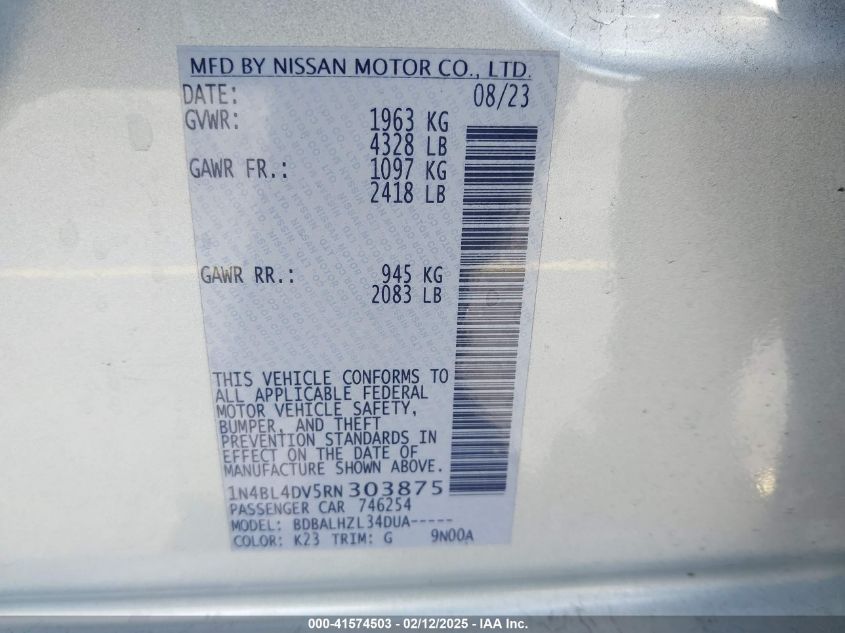 MFD BY NISSAN MOTOR CO., LTD.
DATE: 08/23
GVWR: 1963 KG
4328 LB
GAWR FR.: 1097 KG
2418 LB
GAWR RR.: 945 KG
2083 LB
THIS VEHICLE CONFORMS TO
ALL APPLICABLE FEDERAL
MOTOR VEHICLE SAFETY,
BUMPER, AND THEFT
PREVENTION STANDARDS IN
EFFECT ON THE DATE OF
MANUFACTURE SHOWN ABOVE.
1N4BL4DV5RN303875
PASSENGER CAR 746254
MODEL: BDBALHZL34DUA-----
COLOR: K23 TRIM: G 9N00A
000-41574503 - 02/12/2025 - IAA Inc.